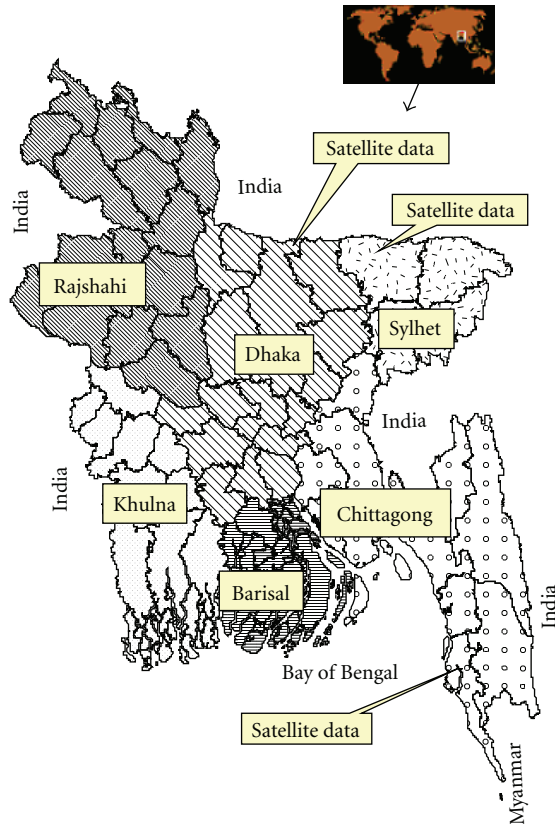 Satellite data
India
India
Satellite data
Rajshahi
Sylhet
Dhaka
India
India
Khulna
Chittagong
Barisal
India
Bay of Bengal
Satellite data
Myanmar